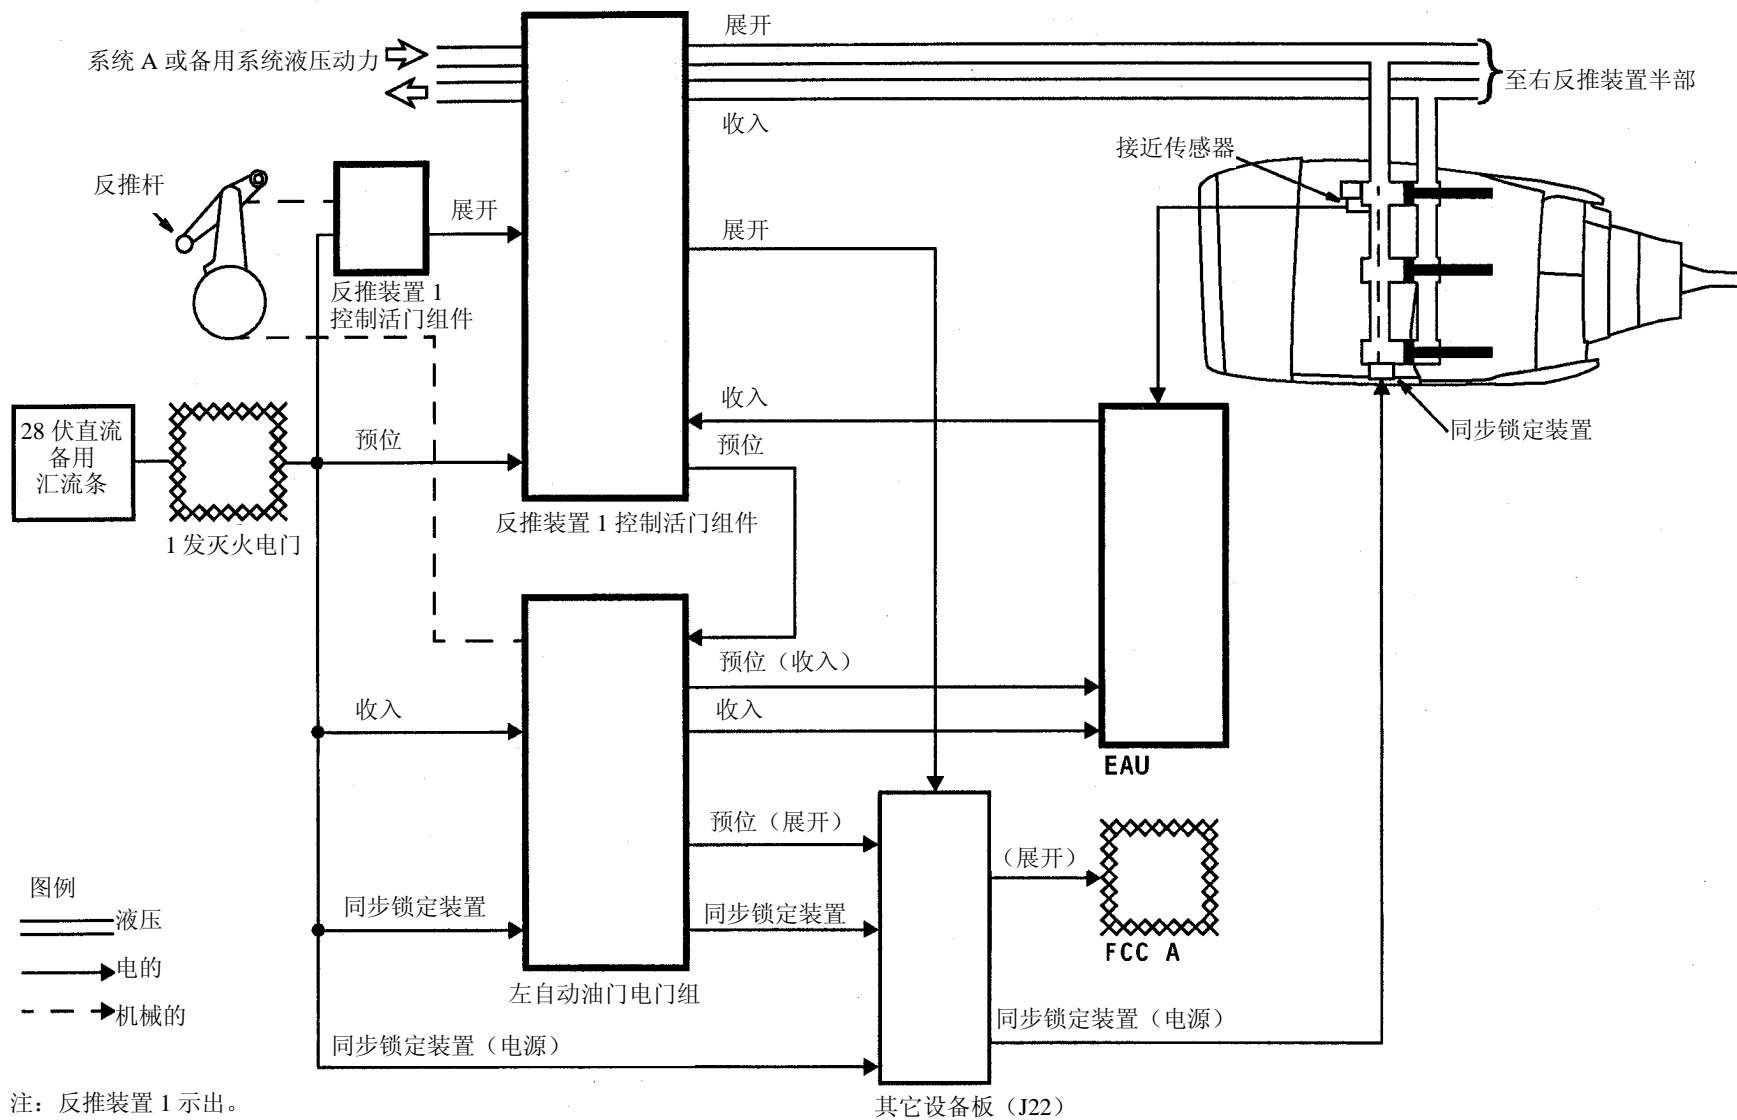 展开
系统 A 或备用系统液压动力
至右反推装置半部
收入
接近传感器
反推杆
展开
展开
反推装置 1
控制活门组件
28 伏直流
备用
汇流条
预位
收入
预位
同步锁定装置
反推装置 1 控制活门组件
1 发灭火电门
预位（收入）
收入
收入
EAU
预位（展开）
（展开）
图例
液压
同步锁定装置
同步锁定装置
FCC A
电的
左自动油门电门组
机械的
同步锁定装置（电源）
同步锁定装置（电源）
注：反推装置 1 示出。
其它设备板（J22）